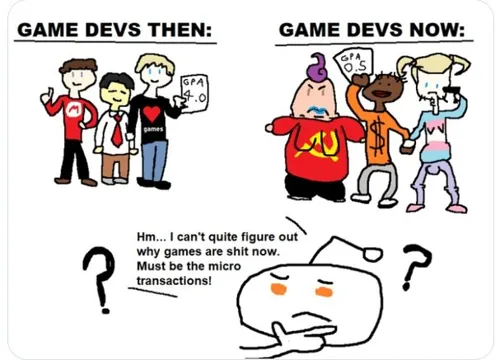 GAME DEVS THEN:
GAME DEVS NOW:
GPA
4.0
M
games
GPA
0.5
$
Hm... I can't quite figure out
why games are shit now.
Must be the micro
transactions!
?
?